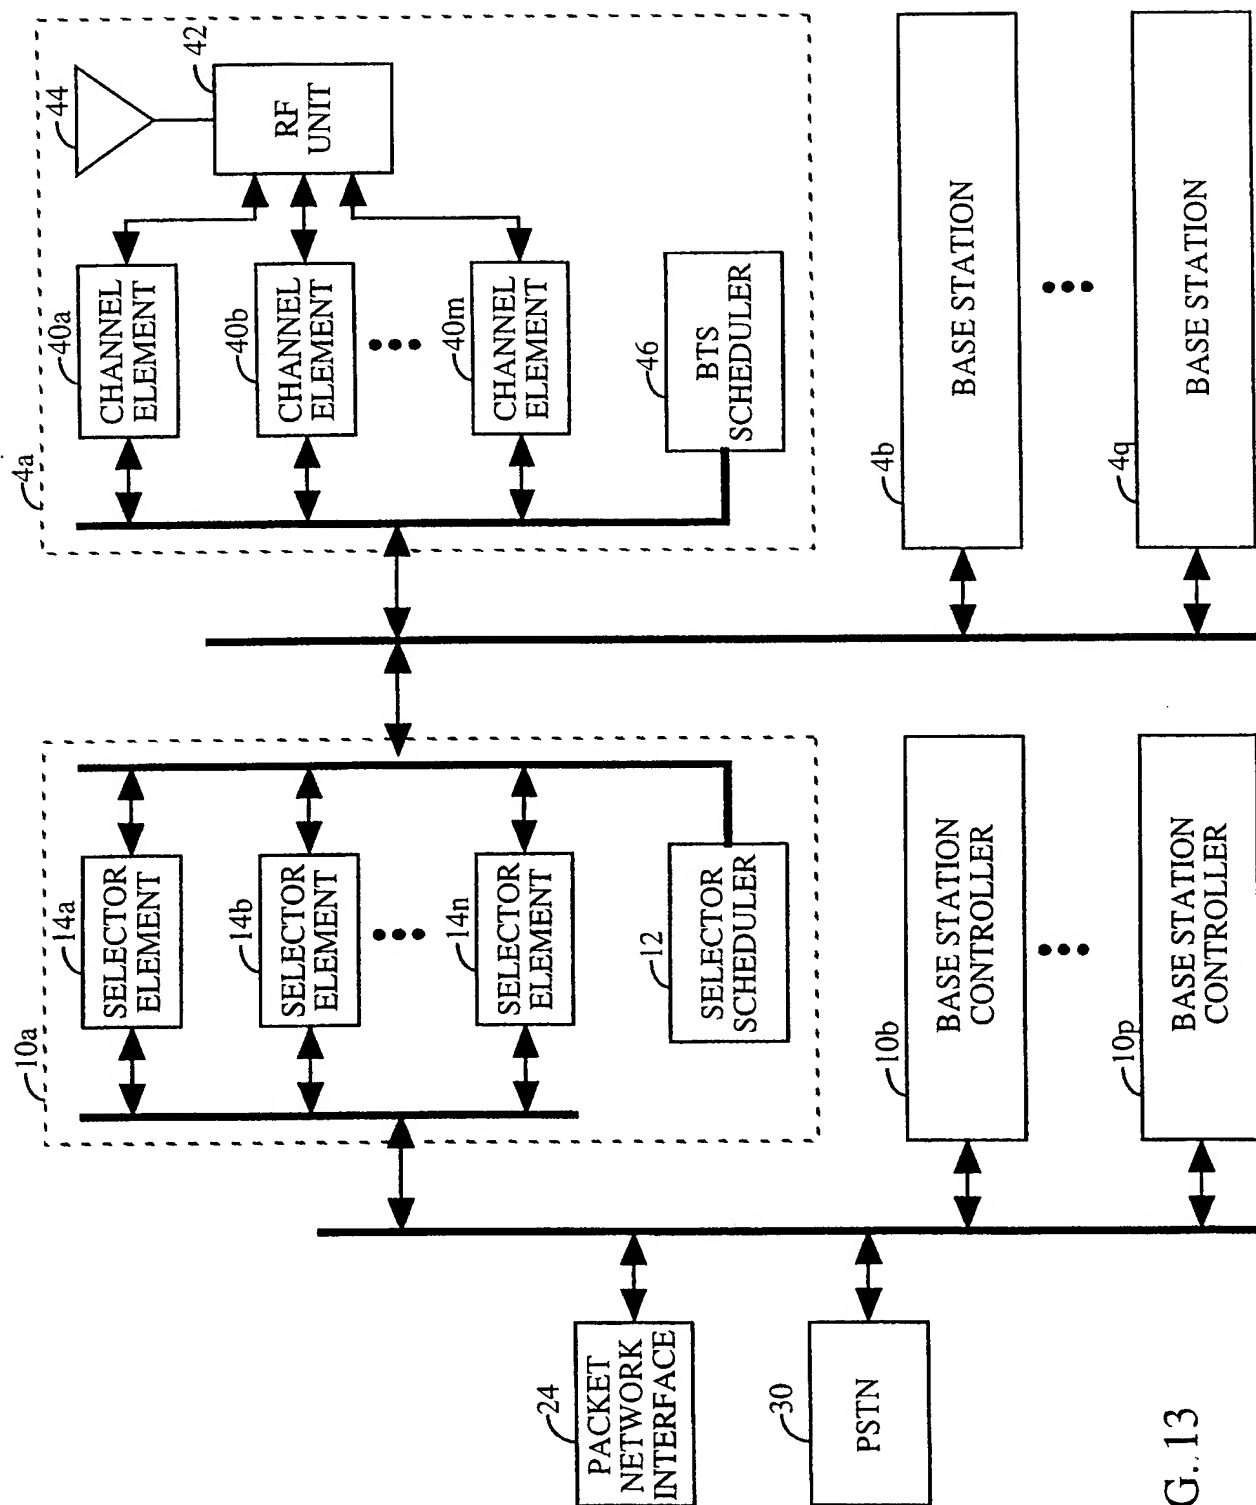 44
42
RF
UNIT
4a
40a
CHANNEL
ELEMENT
40b
CHANNEL
ELEMENT
40m
CHANNEL
ELEMENT
46
BTS
SCHEDULER
4b
BASE STATION
4q
BASE STATION
10a
14a
SELECTOR
ELEMENT
14b
SELECTOR
ELEMENT
14n
SELECTOR
ELEMENT
12
SELECTOR
SCHEDULER
10b
BASE STATION
CONTROLLER
10p
BASE STATION
CONTROLLER
24
PACKET
NETWORK
INTERFACE
30
PSTN
G. 13